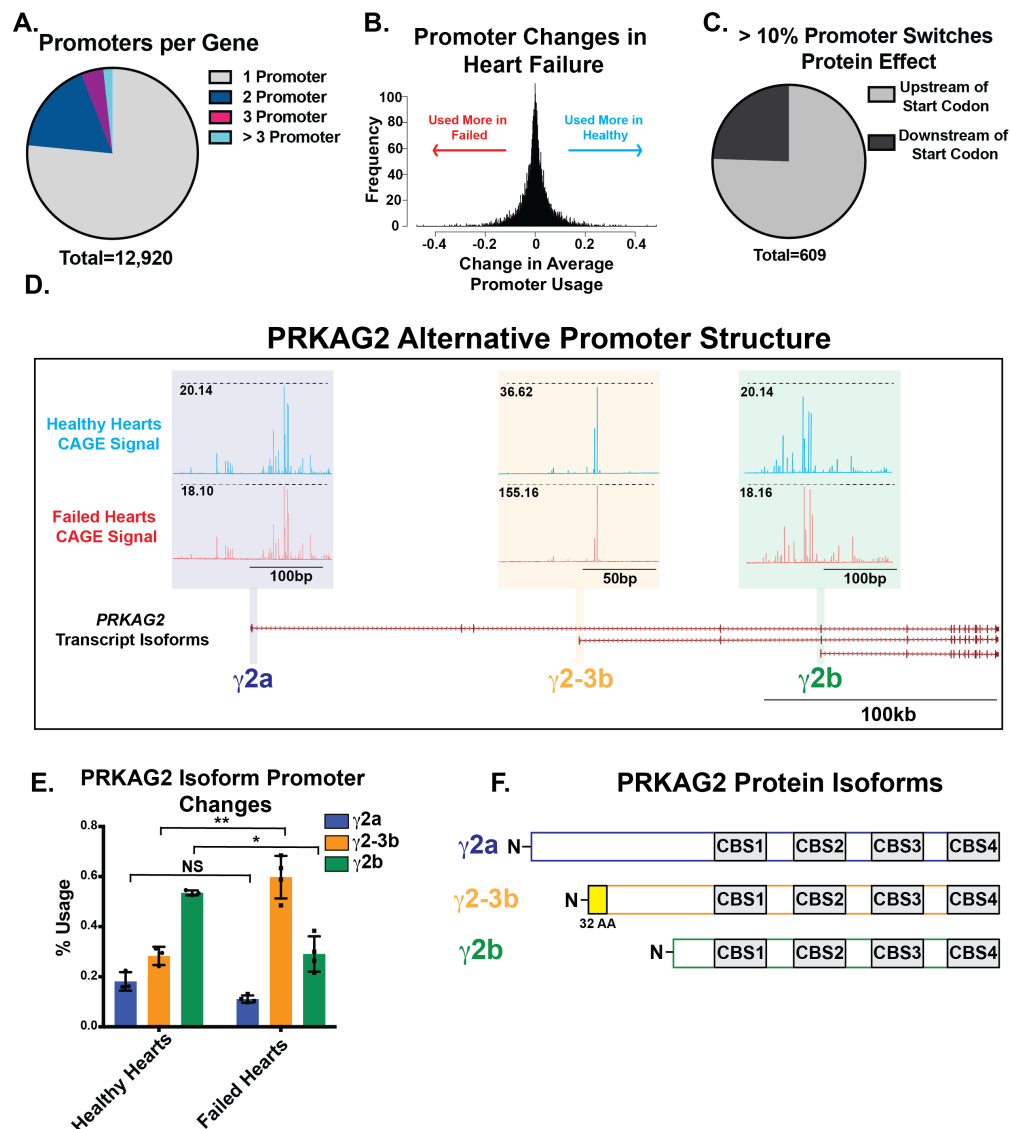 A.
Promoters per Gene
1 Promoter
2 Promoter
3 Promoter
> 3 Promoter
Total=12,920
B.
Promoter Changes in
Heart Failure
Used More in
Failed
Used More in
Healthy
Frequency
100
80
60
40
20
0
-0.4
-0.2
0
0.2
0.4
Change in Average
Promoter Usage
C.
> 10% Promoter Switches
Protein Effect
Upstream of
Start Codon
Downstream of
Start Codon
Total=609
D.
PRKAG2 Alternative Promoter Structure
Healthy Hearts
CAGE Signal
20.14
36.62
20.14
Failed Hearts
CAGE Signal
18.10
155.16
18.16
100bp
50bp
100bp
PRKAG2
Transcript Isoforms
γ2a
γ2-3b
γ2b
100kb
E.
PRKAG2 Isoform Promoter
Changes
γ2a
γ2-3b
γ2b
**
*
NS
% Usage
0.8
0.6
0.4
0.2
0.0
Healthy Hearts
Failed Hearts
F.
PRKAG2 Protein Isoforms
γ2a N CBS1 CBS2 CBS3 CBS4
γ2-3b N CBS1 CBS2 CBS3 CBS4
32 AA
γ2b N CBS1 CBS2 CBS3 CBS4